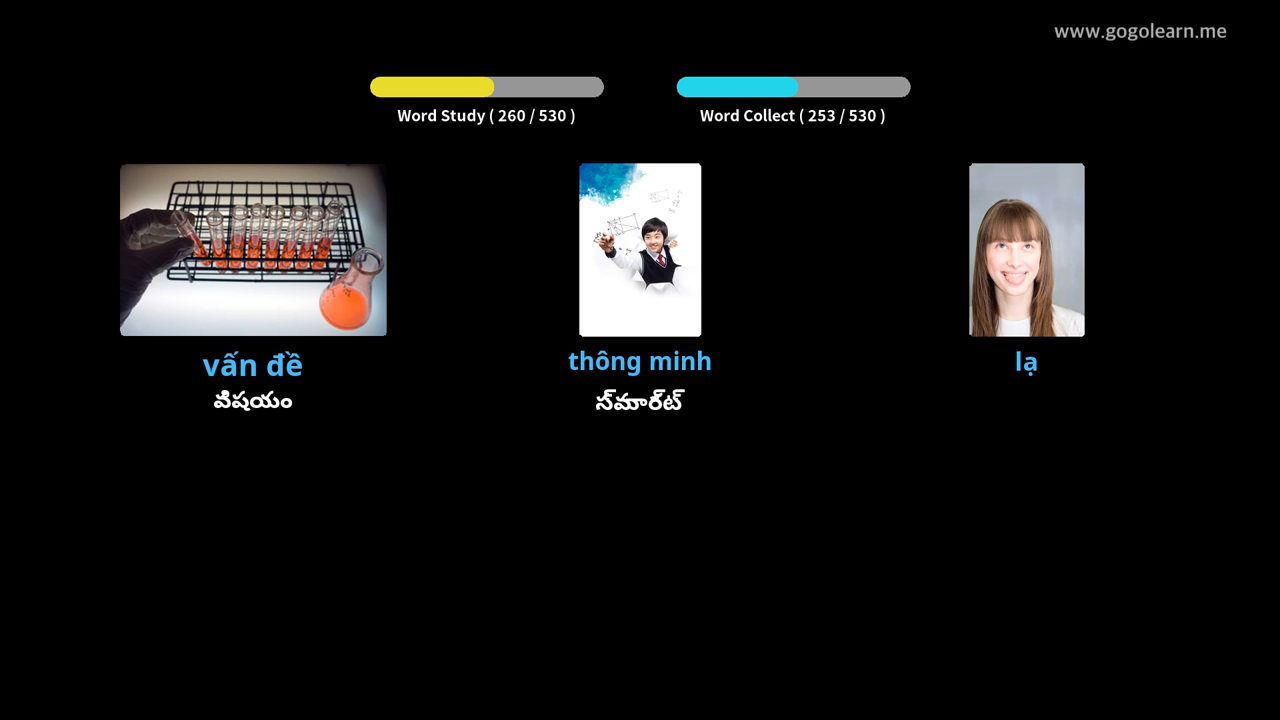 www.gogolearn.me
Word Study ( 260 / 530 )
Word Collect ( 253 / 530 )
vấn đề
విషయం
thông minh
స్మార్ట్
lạ